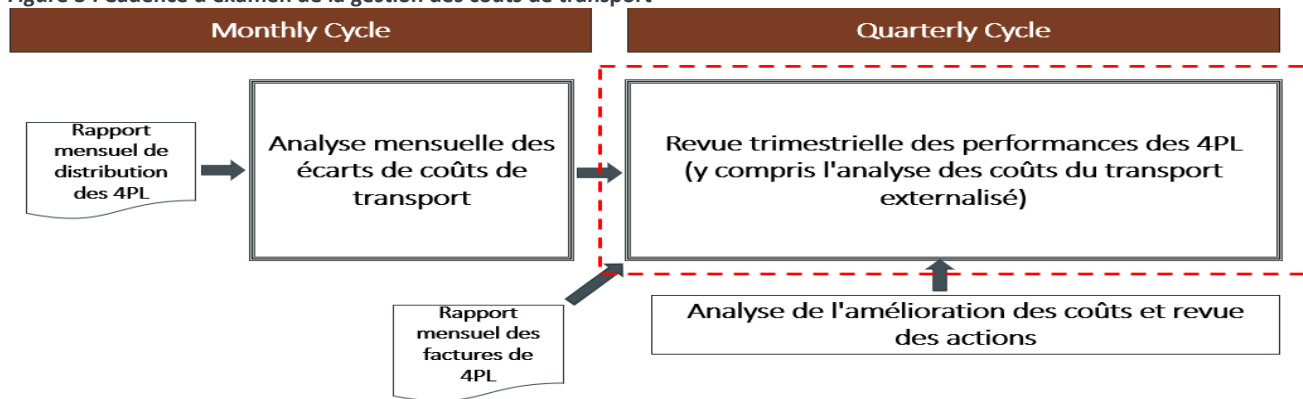 Monthly Cycle
Quarterly Cycle
Rapport
mensuel de
distribution
des 4PL
Analyse mensuelle des
écarts de coûts de
transport
Revue trimestrielle des performances des 4PL
(y compris l'analyse des coûts du transport
externalisé)
Rapport
mensuel des
factures de
4PL
Analyse de l'amélioration des coûts et revue
des actions